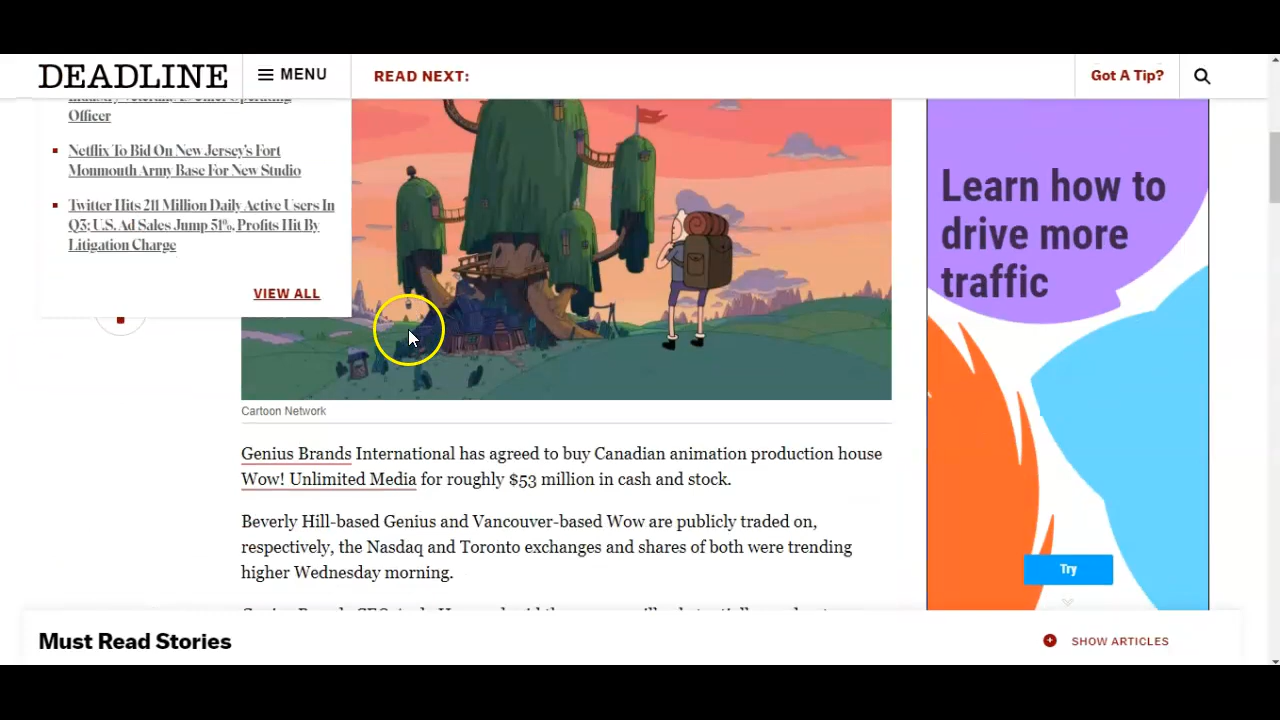 DEADLINE
MENU
READ NEXT:
Got A Tip?
Industry Veteran
Chief Operating
Officer
Netflix To Bid On New Jersey's Fort
Monmouth Army Base For New Studio
Twitter Hits 211 Million Daily Active Users In
Q3; U.S. Ad Sales Jump 51%, Profits Hit By
Litigation Charge
VIEW ALL
Cartoon Network
Genius Brands International has agreed to buy Canadian animation production house
Wow! Unlimited Media for roughly $53 million in cash and stock.
Beverly Hill-based Genius and Vancouver-based Wow are publicly traded on,
respectively, the Nasdaq and Toronto exchanges and shares of both were trending
higher Wednesday morning.
Learn how to
drive more
traffic
Try
Must Read Stories
SHOW ARTICLES